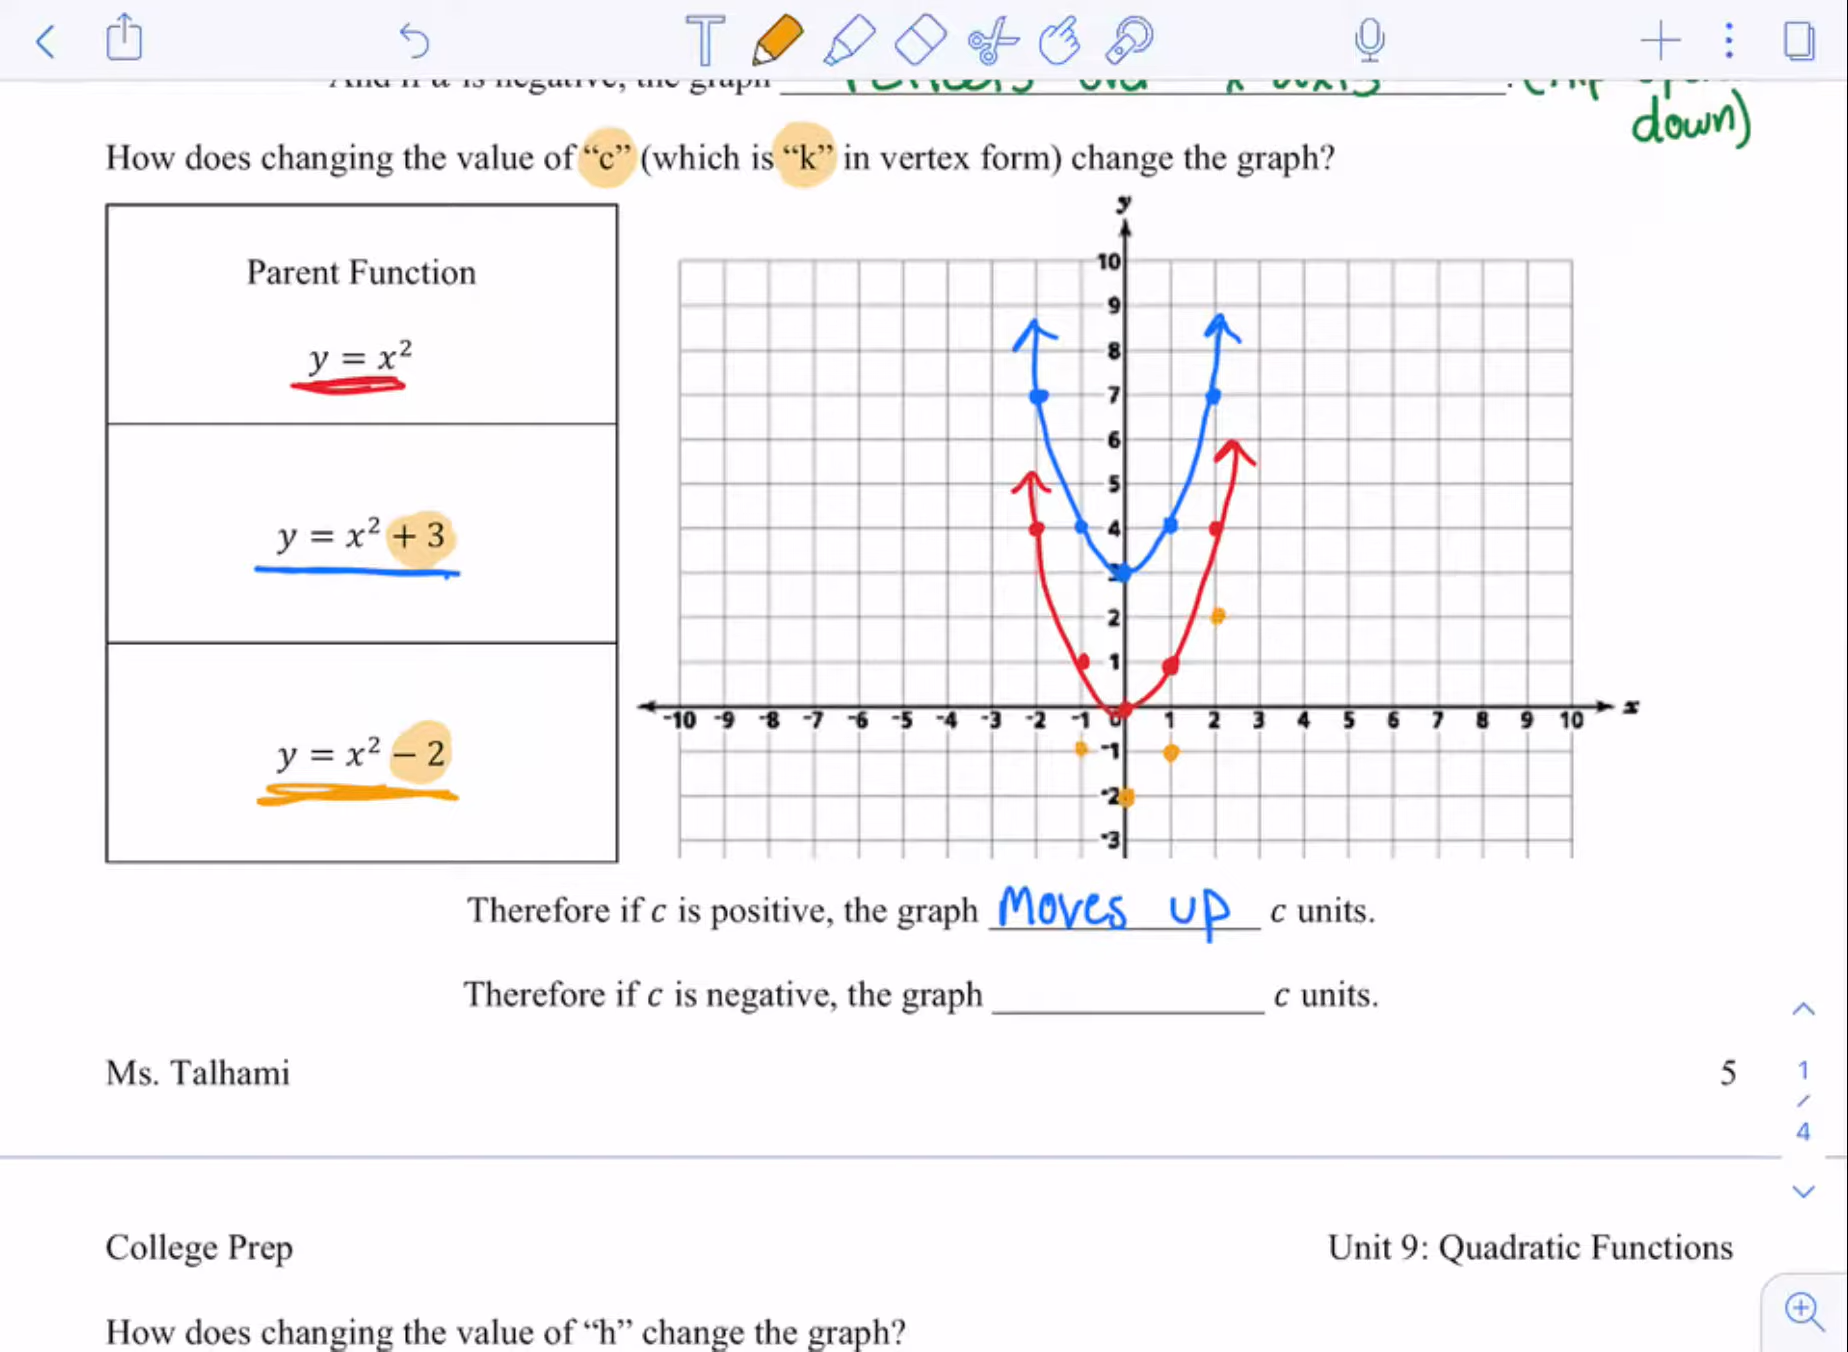 down)
How does changing the value of “c” (which is “k” in vertex form) change the graph?
Parent Function
y = x²
y = x² + 3
y = x² − 2
y
10
9
8
7
6
5
4
3
2
1
-10 -9 -8 -7 -6 -5 -4 -3 -2 -1 0 1 2 3 4 5 6 7 8 9 10 x
-1
-2
-3
Therefore if c is positive, the graph Moves up c units.
Therefore if c is negative, the graph ____________ c units.
Ms. Talhami 5
1
/
4
College Prep Unit 9: Quadratic Functions
How does changing the value of “h” change the graph?